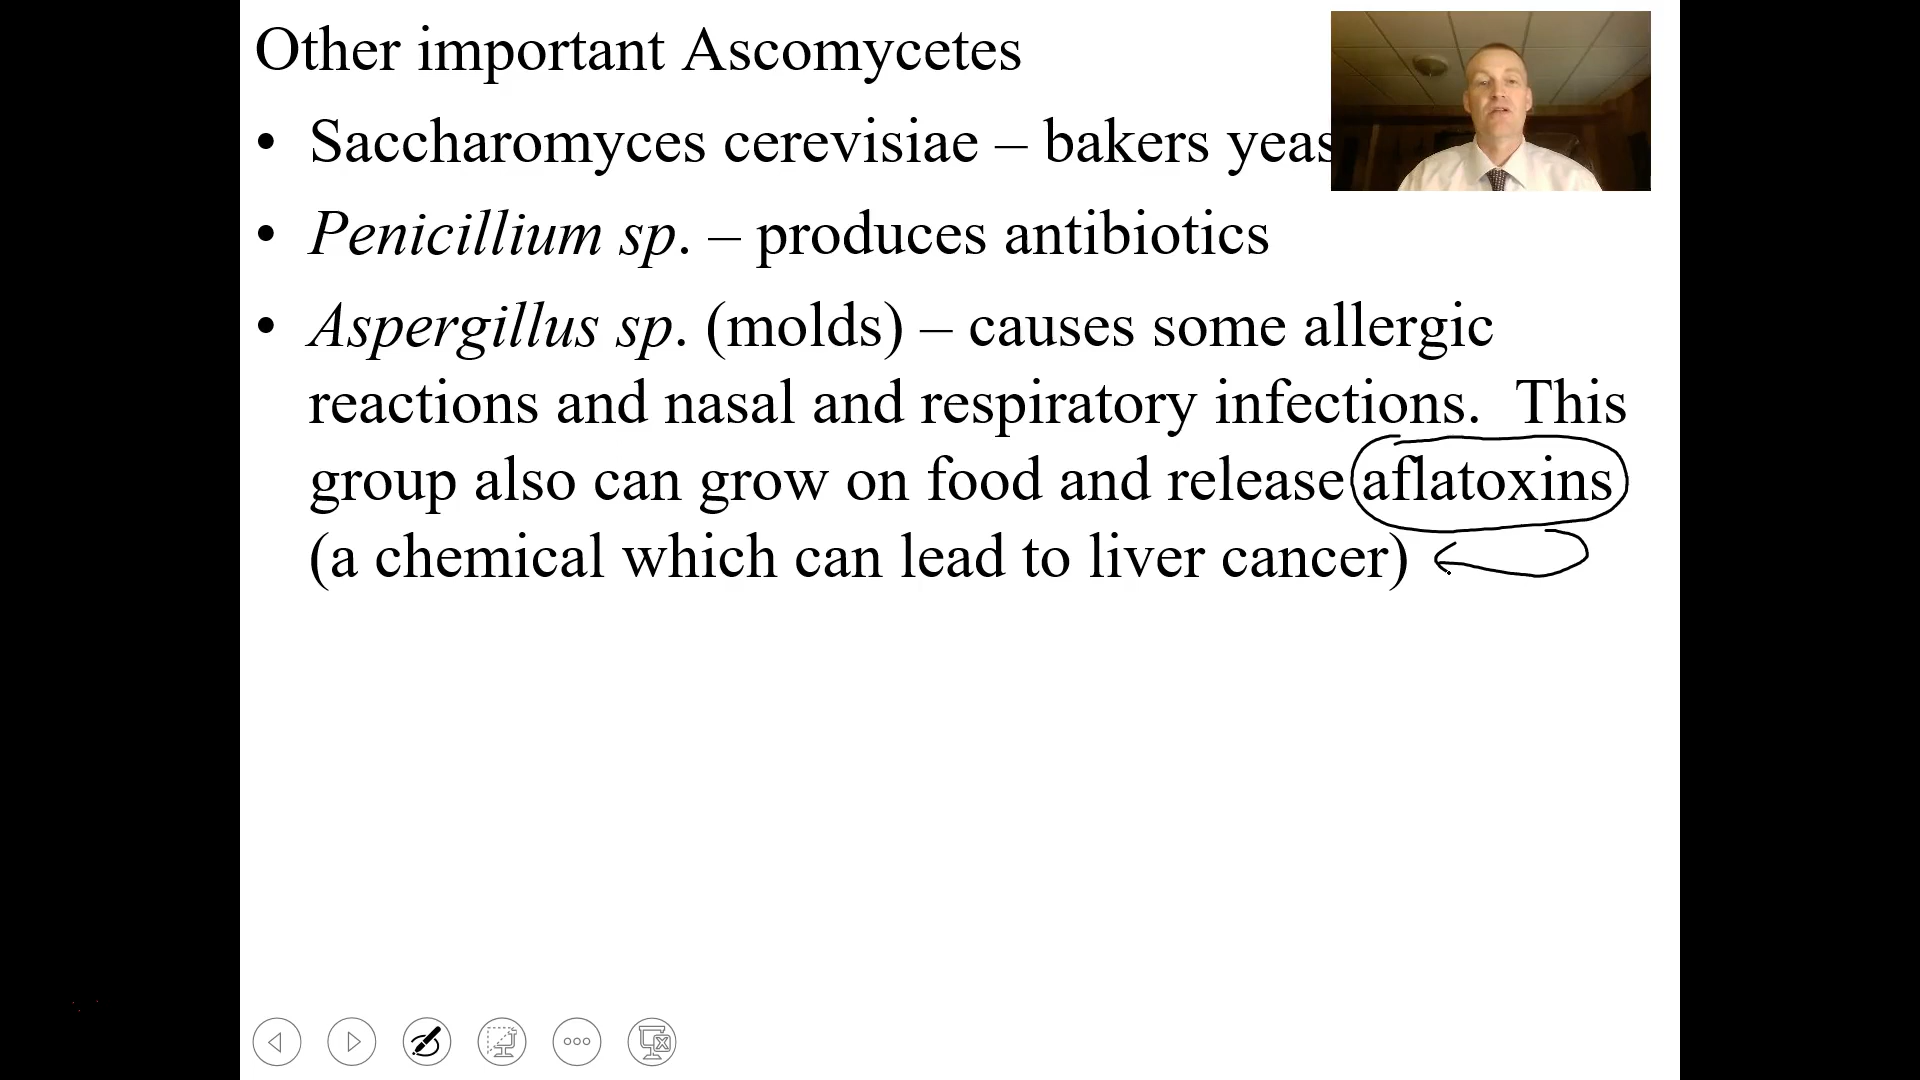 Other important Ascomycetes
• Saccharomyces cerevisiae – bakers yeas
• Penicillium sp. – produces antibiotics
• Aspergillus sp. (molds) – causes some allergic
reactions and nasal and respiratory infections. This
group also can grow on food and release aflatoxins
(a chemical which can lead to liver cancer)